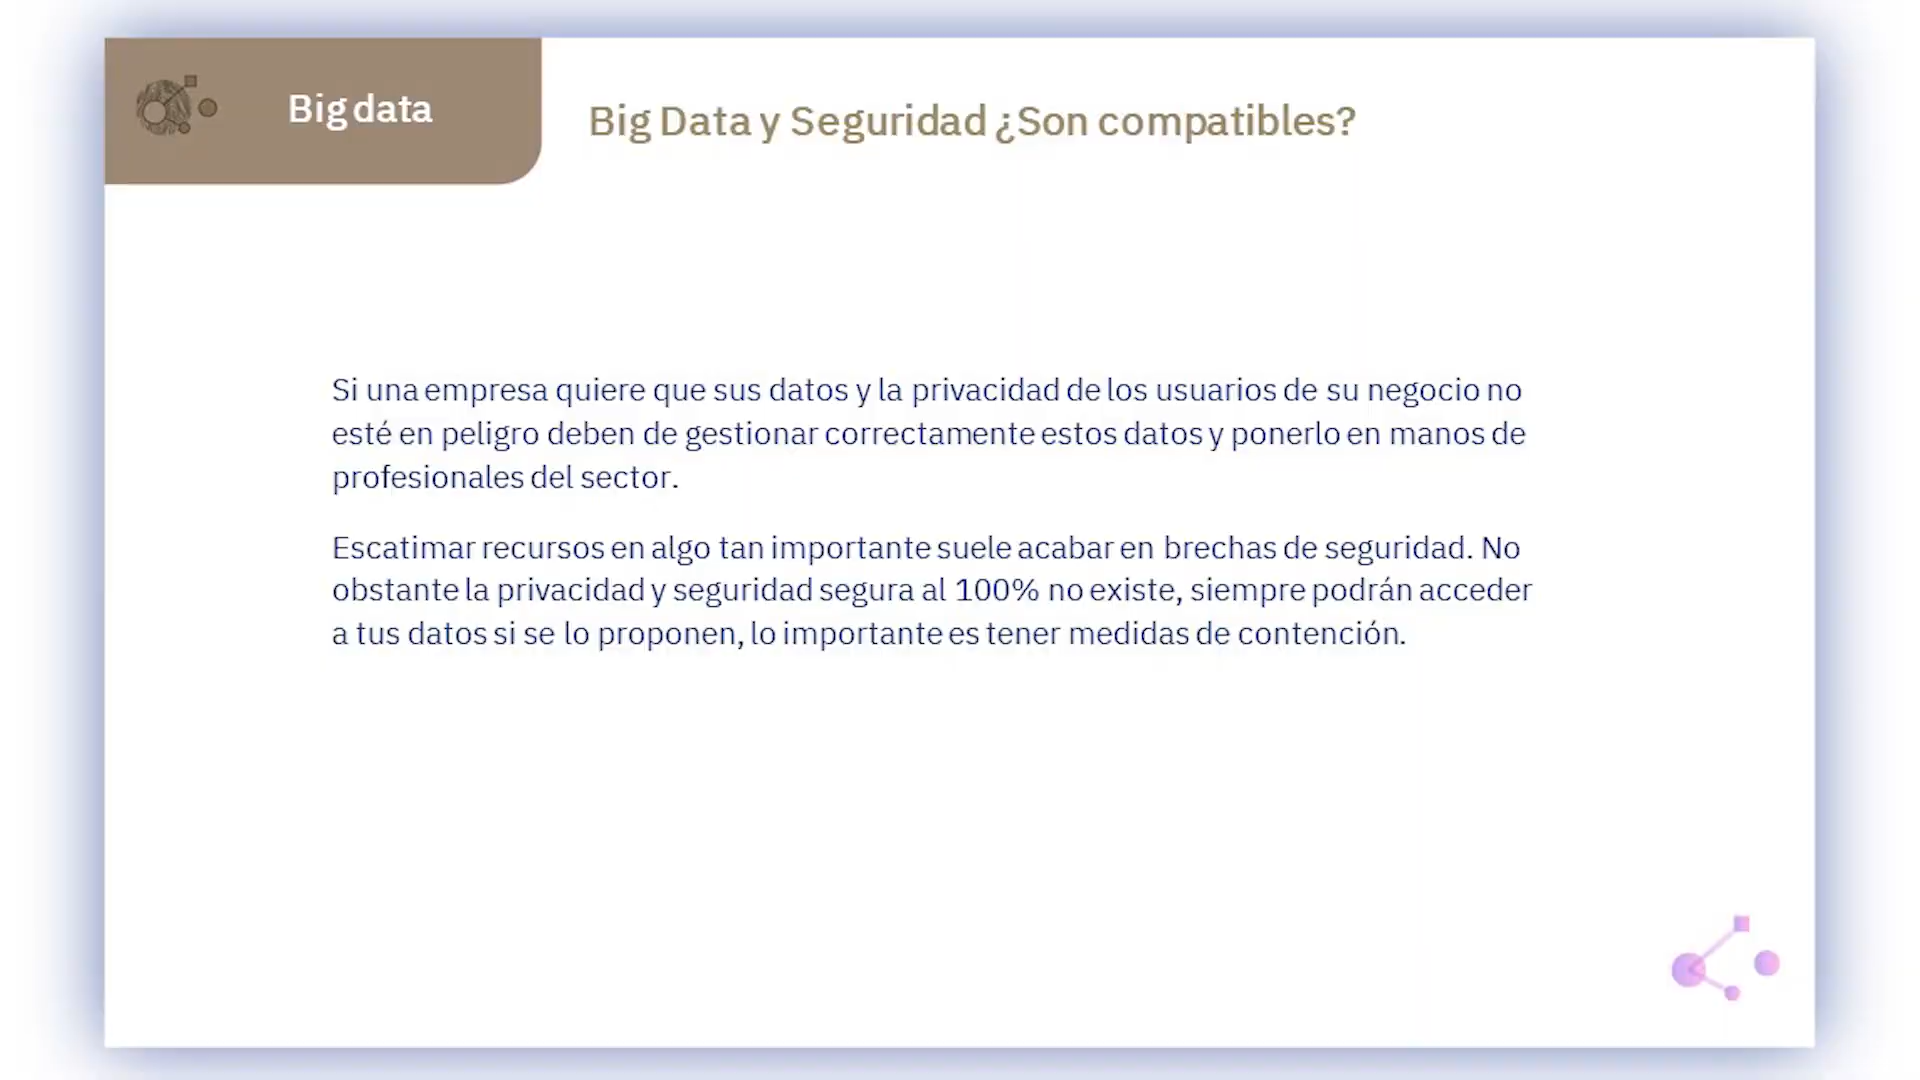 Big data
Big Data y Seguridad ¿Son compatibles?
Si una empresa quiere que sus datos y la privacidad de los usuarios de su negocio no
esté en peligro deben de gestionar correctamente estos datos y ponerlo en manos de
profesionales del sector.
Escatimar recursos en algo tan importante suele acabar en brechas de seguridad. No
obstante la privacidad y seguridad segura al 100% no existe, siempre podrán acceder
a tus datos si se lo proponen, lo importante es tener medidas de contención.